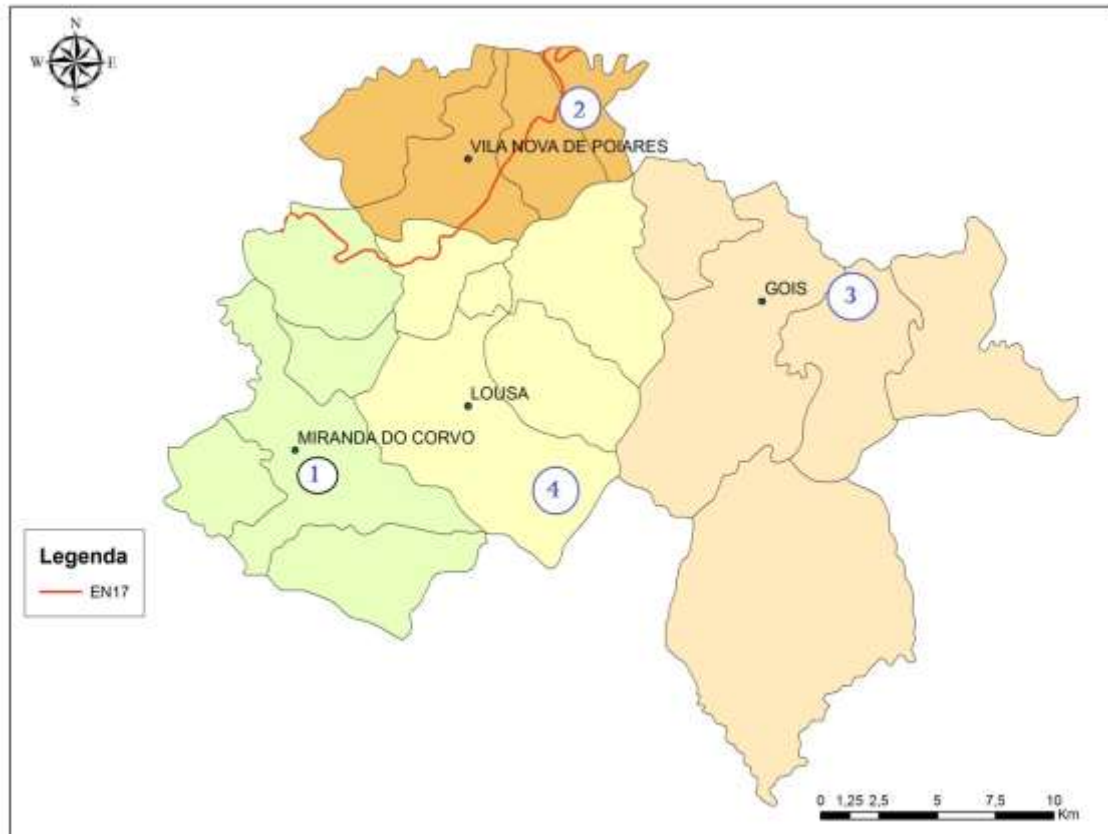 N
W E
S
2
VILA NOVA DE POIARES
GOIS
3
LOUSA
MIRANDA DO CORVO
1
4
Legenda
EN17
0 1,25 2,5 5 7,5 10
Km